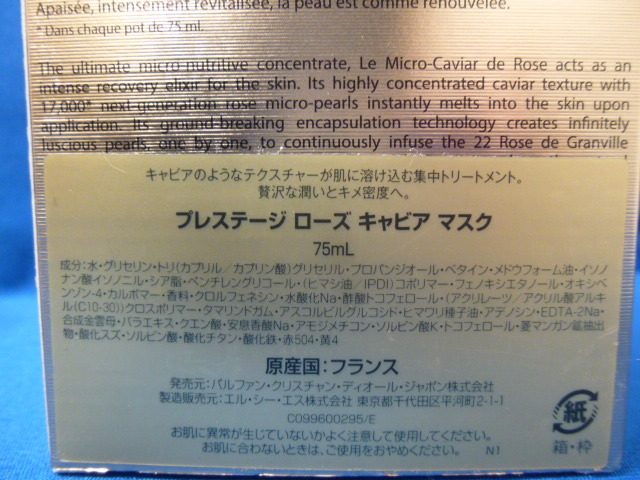 Apaisée, intensément revitalisée, la peau est comme renouvelée.
* Dans chaque pot de 75 ml.
The ultimate micro-nutritive concentrate, Le Micro-Caviar de Rose acts as an
intense recovery elixir for the skin. Its highly concentrated caviar texture with
17,000* next-generation rose micro-pearls instantly melts into the skin upon
application. Its ground-breaking encapsulation technology creates infinitely
luscious pearls, one by one, to continuously infuse the 22 Rose de Granville
キャビアのようなテクスチャーが肌に溶け込む集中トリートメント。
贅沢な潤いとキメ密度へ。
プレステージ ローズ キャビア マスク
75mL
成分:水・グリセリン・トリ(カプリル/カプリン酸)グリセリル・プロパンジオール・ベタイン・メドウフォーム油・イソノ
ナン酸イソノニル・シア脂・ペンチレングリコール・(ヒマシ油/IPDI)コポリマー・フェノキシエタノール・オキシベ
ンゾン-4・カルボマー・香料・クロルフェネシン・水酸化Na・酢酸トコフェロール・(アクリレーツ/アクリル酸アルキ
ル(C10-30))クロスポリマー・タマリンドガム・アスコルビルグルコシド・ヒマワリ種子油・アデノシン・EDTA-2Na・
合成金雲母・バラエキス・クエン酸・安息香酸Na・アモジメチコン・ソルビン酸K・トコフェロール・菱マンガン鉱抽出
物・酸化スズ・ソルビン酸・酸化チタン・酸化鉄・赤504・黄4
原産国:フランス
発売元:パルファン・クリスチャン・ディオール・ジャポン株式会社
製造販売元:エル・シー・エス株式会社 東京都千代田区平河町2-1-1
C099600295/E
お肌に異常が生じていないかよく注意して使用してください。
お肌に合わないときは、ご使用をおやめください。 N1
紙
箱・枠